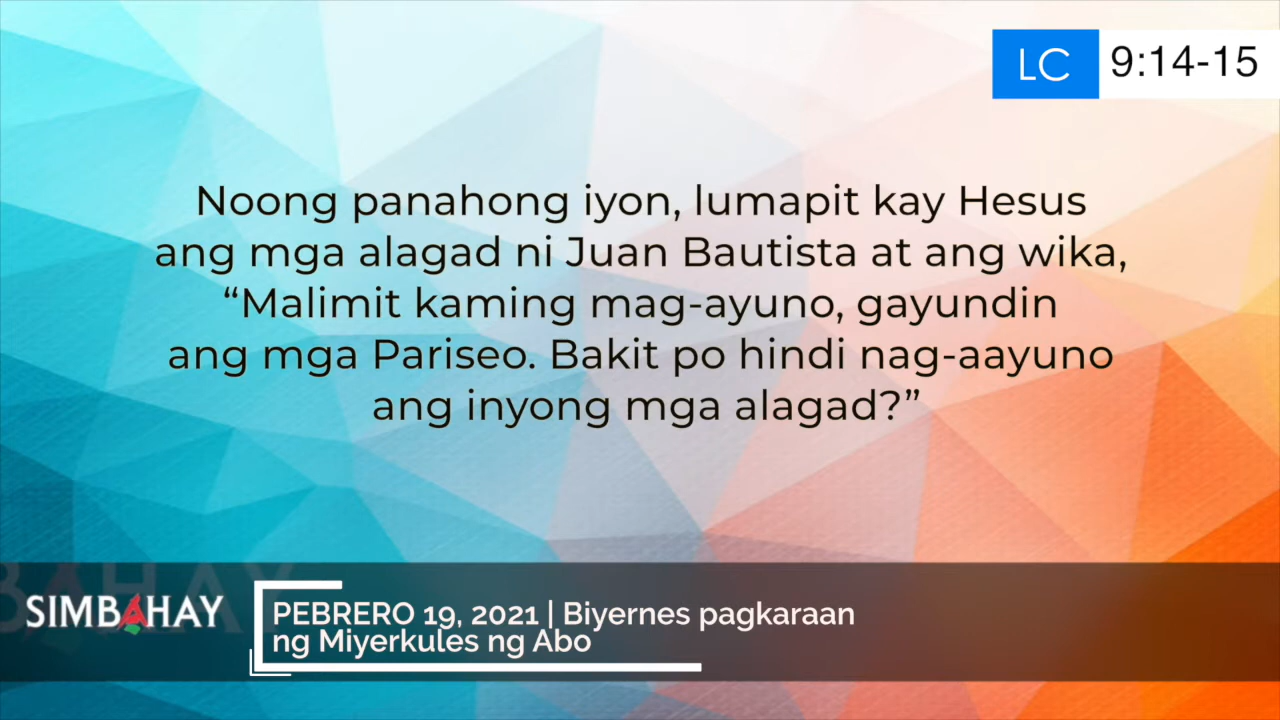 LC 9:14-15
Noong panahong iyon, lumapit kay Hesus
ang mga alagad ni Juan Bautista at ang wika,
“Malimit kaming mag-ayuno, gayundin
ang mga Pariseo. Bakit po hindi nag-aayuno
ang inyong mga alagad?”
SIMBAHAY
PEBRERO 19, 2021 | Biyernes pagkaraan
ng Miyerkules ng Abo